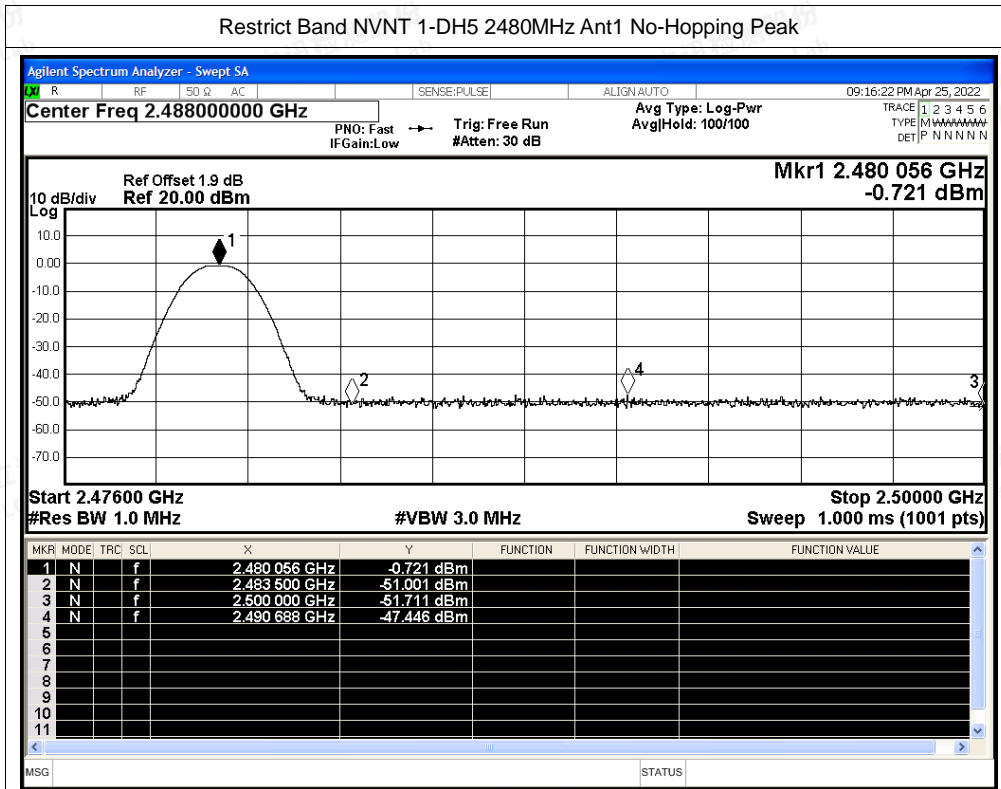 Restrict Band NVNT 1-DH5 2480MHz Ant1 No-Hopping Peak
Agilent Spectrum Analyzer - Swept SA
LXI R RF 50 Ω AC SENSE:PULSE ALIGN AUTO 09:16:22 PM Apr 25, 2022
Center Freq 2.488000000 GHz
PNO: Fast
IFGain:Low
Trig: Free Run
#Atten: 30 dB
Avg Type: Log-Pwr
Avg|Hold: 100/100
TRACE 1 2 3 4 5 6
TYPE M
DET P N N N N N
Mkr1 2.480 056 GHz
-0.721 dBm
Ref Offset 1.9 dB
10 dB/div Ref 20.00 dBm
Log
10.0
0.00
-10.0
-20.0
-30.0
-40.0
-50.0
-60.0
-70.0
1
2
4
3
Start 2.47600 GHz Stop 2.50000 GHz
#Res BW 1.0 MHz #VBW 3.0 MHz Sweep 1.000 ms (1001 pts)
MKR MODE TRC SCL X Y FUNCTION FUNCTION WIDTH FUNCTION VALUE
1 N f 2.480 056 GHz -0.721 dBm
2 N f 2.483 500 GHz -51.001 dBm
3 N f 2.500 000 GHz -51.711 dBm
4 N f 2.490 688 GHz -47.446 dBm
5
6
7
8
9
10
11
MSG STATUS